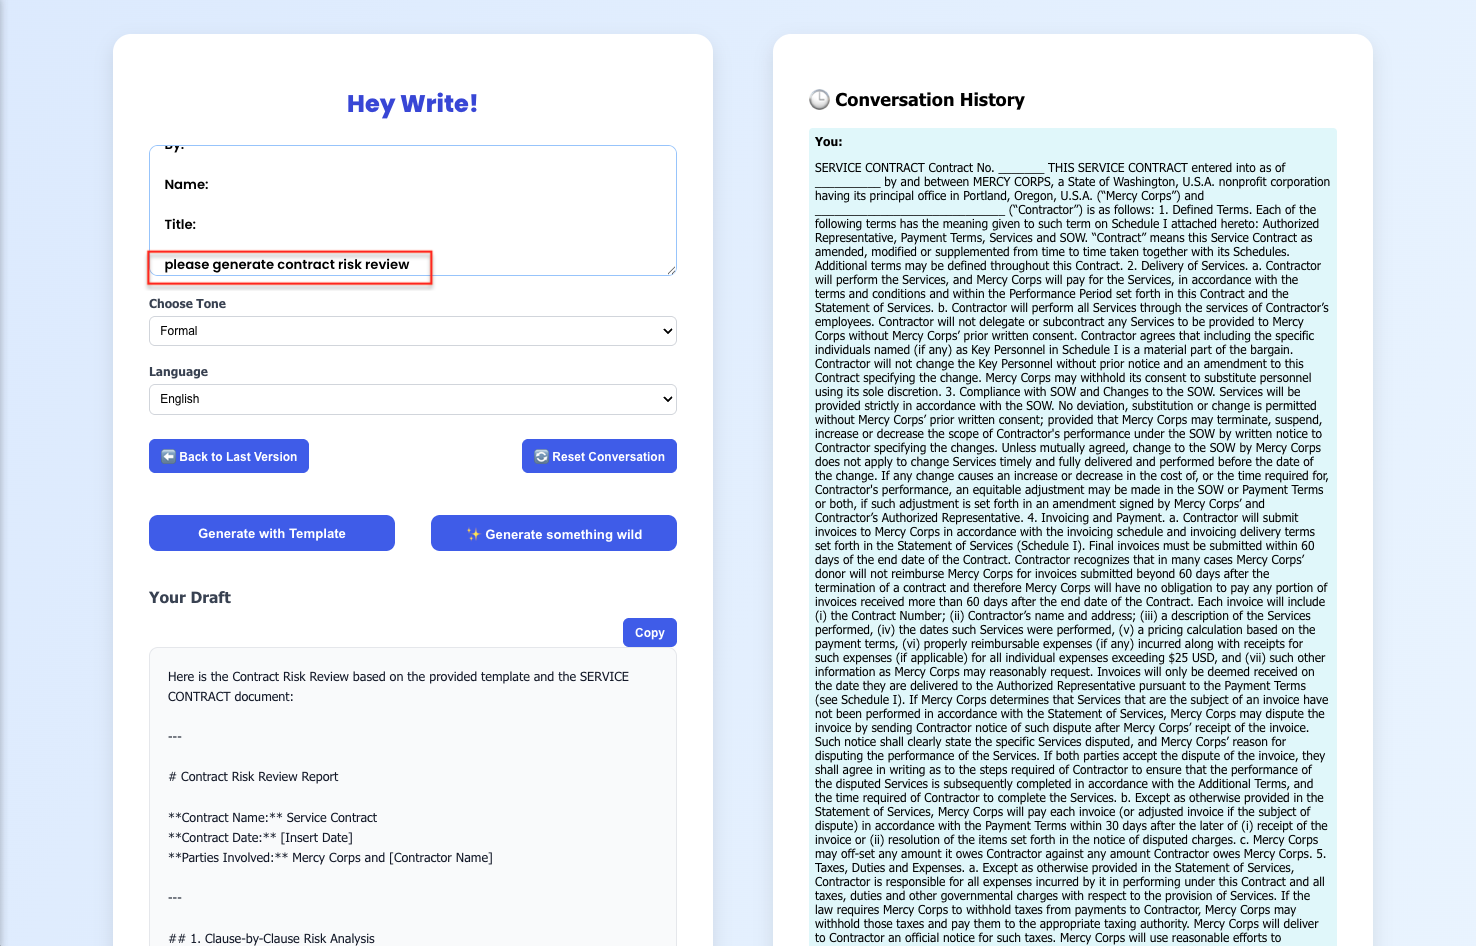 Hey Write!
By:
Name:
Title:
please generate contract risk review
Choose Tone
Formal
Language
English
Back to Last Version
Reset Conversation
Generate with Template
✨ Generate something wild
Your Draft
Copy
Here is the Contract Risk Review based on the provided template and the SERVICE
CONTRACT document:
---
# Contract Risk Review Report
**Contract Name:** Service Contract
**Contract Date:** [Insert Date]
**Parties Involved:** Mercy Corps and [Contractor Name]
---
## 1. Clause-by-Clause Risk Analysis
Conversation History
You:
SERVICE CONTRACT Contract No. _______ THIS SERVICE CONTRACT entered into as of
__________ by and between MERCY CORPS, a State of Washington, U.S.A. nonprofit corporation
having its principal office in Portland, Oregon, U.S.A. (“Mercy Corps”) and
_____________________________ (“Contractor”) is as follows: 1. Defined Terms. Each of the
following terms has the meaning given to such term on Schedule I attached hereto: Authorized
Representative, Payment Terms, Services and SOW. “Contract” means this Service Contract as
amended, modified or supplemented from time to time taken together with its Schedules.
Additional terms may be defined throughout this Contract. 2. Delivery of Services. a. Contractor
will perform the Services, and Mercy Corps will pay for the Services, in accordance with the
terms and conditions and within the Performance Period set forth in this Contract and the
Statement of Services. b. Contractor will perform all Services through the services of Contractor’s
employees. Contractor will not delegate or subcontract any Services to be provided to Mercy
Corps without Mercy Corps’ prior written consent. Contractor agrees that including the specific
individuals named (if any) as Key Personnel in Schedule I is a material part of the bargain.
Contractor will not change the Key Personnel without prior notice and an amendment to this
Contract specifying the change. Mercy Corps may withhold its consent to substitute personnel
using its sole discretion. 3. Compliance with SOW and Changes to the SOW. Services will be
provided strictly in accordance with the SOW. No deviation, substitution or change is permitted
without Mercy Corps’ prior written consent; provided that Mercy Corps may terminate, suspend,
increase or decrease the scope of Contractor's performance under the SOW by written notice to
Contractor specifying the changes. Unless mutually agreed, change to the SOW by Mercy Corps
does not apply to change Services timely and fully delivered and performed before the date of
the change. If any change causes an increase or decrease in the cost of, or the time required for,
Contractor's performance, an equitable adjustment may be made in the SOW or Payment Terms
or both, if such adjustment is set forth in an amendment signed by Mercy Corps’ and
Contractor’s Authorized Representative. 4. Invoicing and Payment. a. Contractor will submit
invoices to Mercy Corps in accordance with the invoicing schedule and invoicing delivery terms
set forth in the Statement of Services (Schedule I). Final invoices must be submitted within 60
days of the end date of the Contract. Contractor recognizes that in many cases Mercy Corps’
donor will not reimburse Mercy Corps for invoices submitted beyond 60 days after the
termination of a contract and therefore Mercy Corps will have no obligation to pay any portion of
invoices received more than 60 days after the end date of the Contract. Each invoice will include
(i) the Contract Number; (ii) Contractor’s name and address; (iii) a description of the Services
performed, (iv) the dates such Services were performed, (v) a pricing calculation based on the
payment terms, (vi) properly reimbursable expenses (if any) incurred along with receipts for
such expenses (if applicable) for all individual expenses exceeding $25 USD, and (vii) such other
information as Mercy Corps may reasonably request. Invoices will only be deemed received on
the date they are delivered to the Authorized Representative pursuant to the Payment Terms
(see Schedule I). If Mercy Corps determines that Services that are the subject of an invoice have
not been performed in accordance with the Statement of Services, Mercy Corps may dispute the
invoice by sending Contractor notice of such dispute after Mercy Corps’ receipt of the invoice.
Such notice shall clearly state the specific Services disputed, and Mercy Corps’ reason for
disputing the performance of the Services. If both parties accept the dispute of the invoice, they
shall agree in writing as to the steps required of Contractor to ensure that the performance of
the disputed Services is subsequently completed in accordance with the Additional Terms, and
the time required of Contractor to complete the Services. b. Except as otherwise provided in the
Statement of Services, Mercy Corps will pay each invoice (or adjusted invoice if the subject of
dispute) in accordance with the Payment Terms within 30 days after the later of (i) receipt of the
invoice or (ii) resolution of the items set forth in the notice of disputed charges. c. Mercy Corps
may off-set any amount it owes Contractor against any amount Contractor owes Mercy Corps. 5.
Taxes, Duties and Expenses. a. Except as otherwise provided in the Statement of Services,
Contractor is responsible for all expenses incurred by it in performing under this Contract and all
taxes, duties and other governmental charges with respect to the provision of Services. If the
law requires Mercy Corps to withhold taxes from payments to Contractor, Mercy Corps may
withhold those taxes and pay them to the appropriate taxing authority. Mercy Corps will deliver
to Contractor an official notice for such taxes. Mercy Corps will use reasonable efforts to